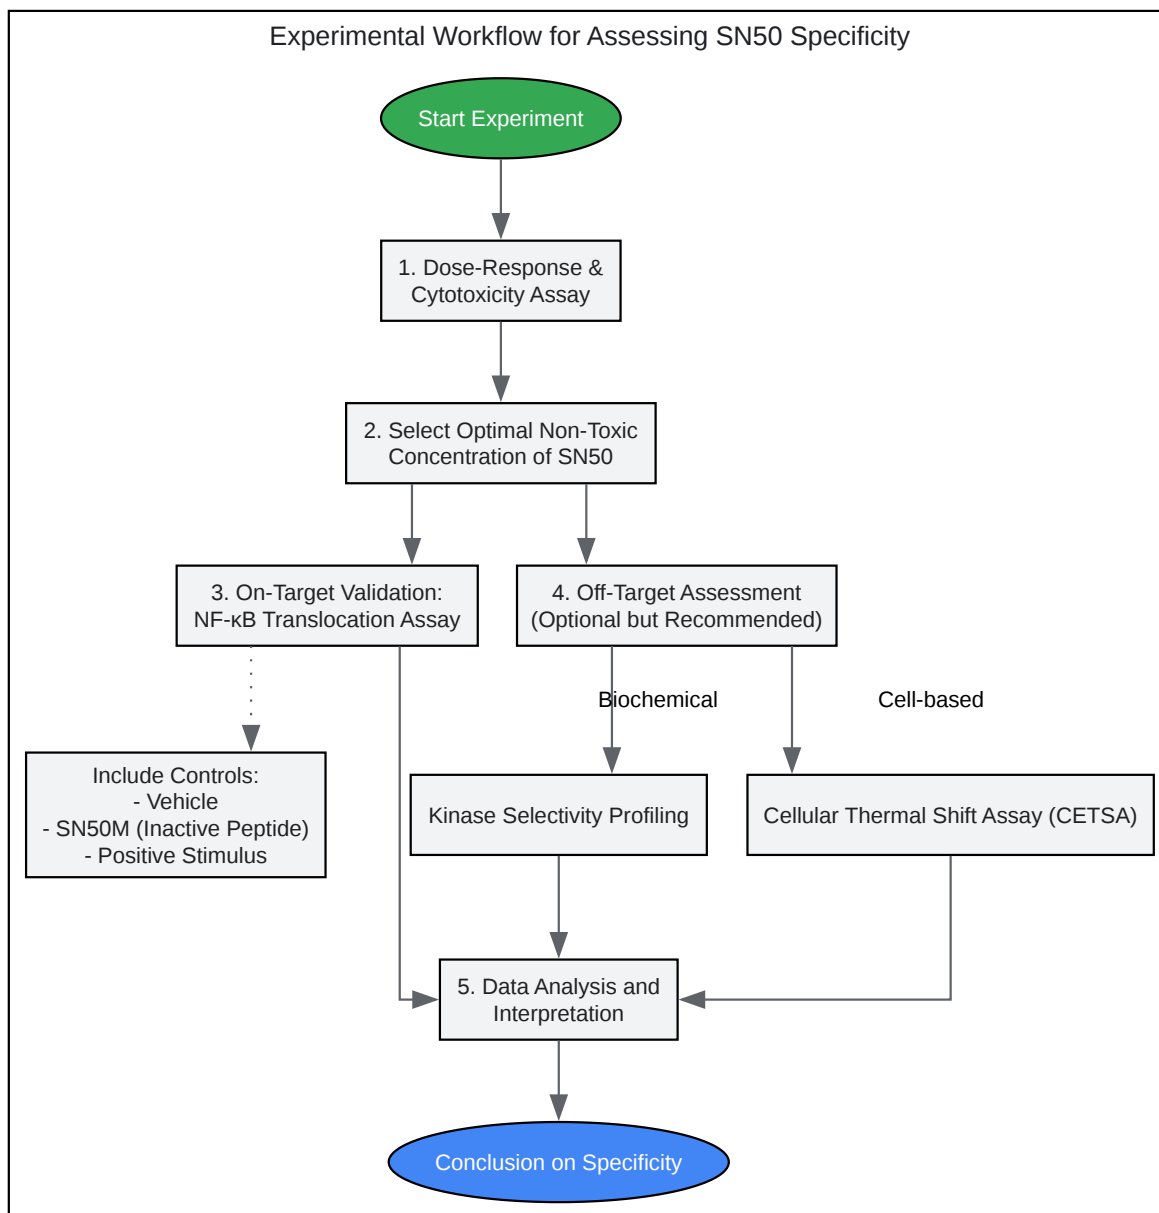 Experimental Workflow for Assessing SN50 Specificity
Start Experiment
1. Dose-Response &
Cytotoxicity Assay
2. Select Optimal Non-Toxic
Concentration of SN50
3. On-Target Validation:
NF-κB Translocation Assay
4. Off-Target Assessment
(Optional but Recommended)
Biochemical
Cell-based
Include Controls:
- Vehicle
- SN50M (Inactive Peptide)
- Positive Stimulus
Kinase Selectivity Profiling
Cellular Thermal Shift Assay (CETSA)
5. Data Analysis and
Interpretation
Conclusion on Specificity